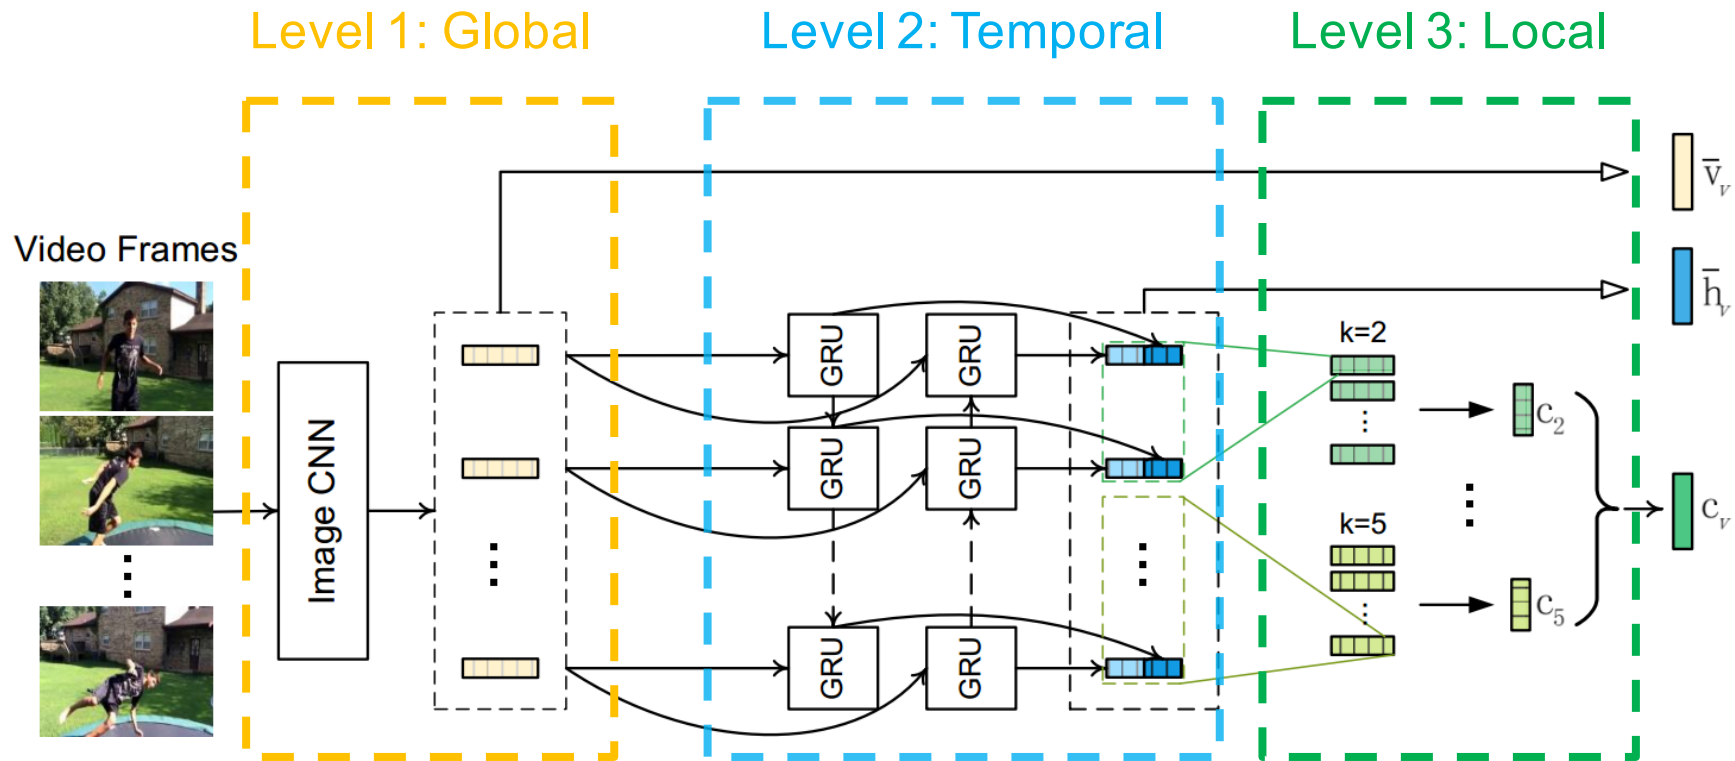 Level 1: Global
Level 2: Temporal
Level 3: Local
Video Frames
Image CNN
GRU
GRU
GRU
GRU
GRU
GRU
k=2
k=5
c₂
c₅
v̄ᵥ
h̄ᵥ
cᵥ